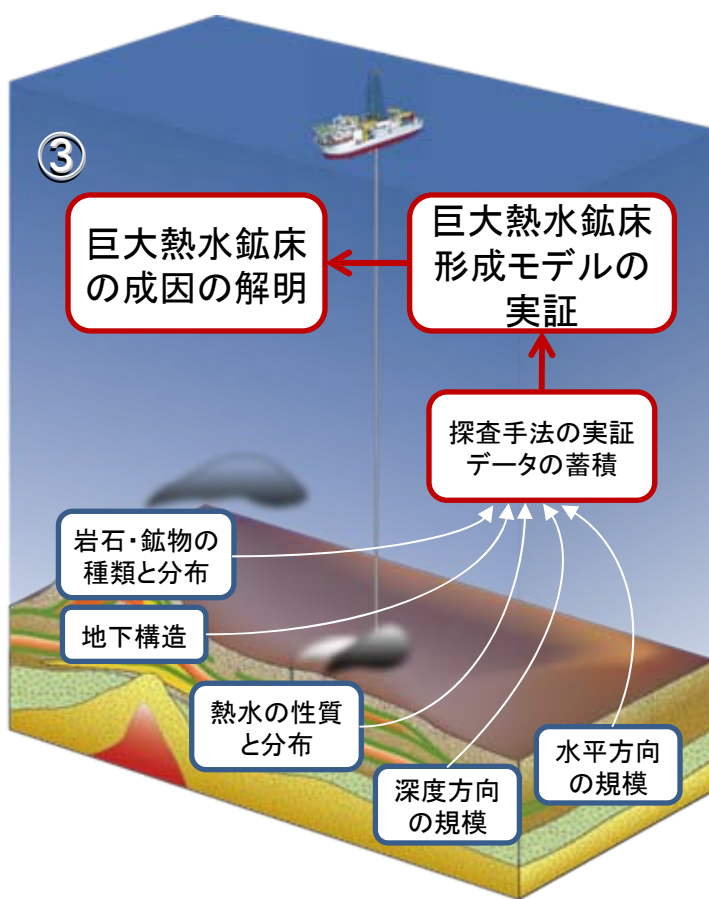 ③
巨大熱水鉱床
の成因の解明
巨大熱水鉱床
形成モデルの
実証
探査手法の実証
データの蓄積
岩石・鉱物の
種類と分布
地下構造
熱水の性質
と分布
深度方向
の規模
水平方向
の規模